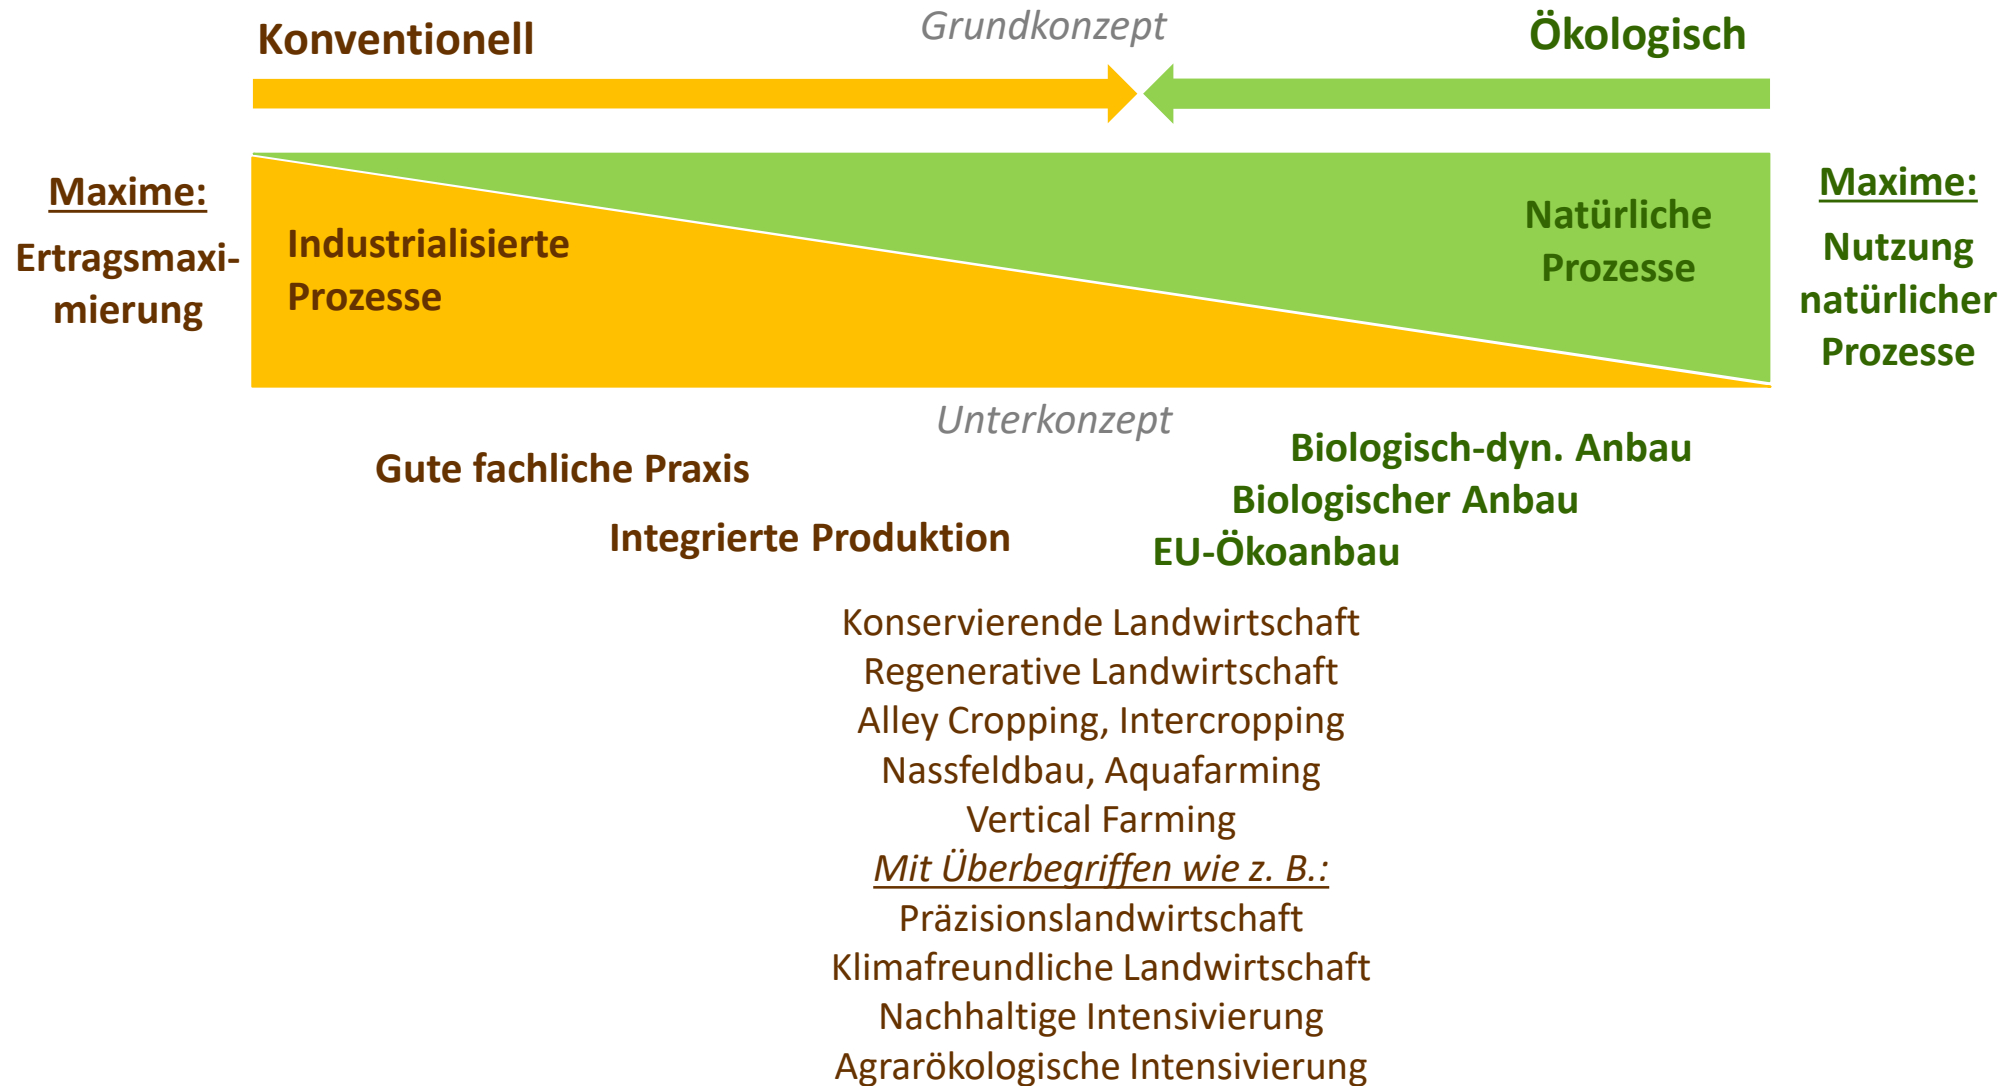 Konventionell
Grundkonzept
Ökologisch
Maxime:
Ertragsmaxi-
mierung
Industrialisierte
Prozesse
Natürliche
Prozesse
Maxime:
Nutzung
natürlicher
Prozesse
Unterkonzept
Gute fachliche Praxis
Integrierte Produktion
Biologisch-dyn. Anbau
Biologischer Anbau
EU-Ökoanbau
Konservierende Landwirtschaft
Regenerative Landwirtschaft
Alley Cropping, Intercropping
Nassfeldbau, Aquafarming
Vertical Farming
Mit Überbegriffen wie z. B.:
Präzisionslandwirtschaft
Klimafreundliche Landwirtschaft
Nachhaltige Intensivierung
Agrarökologische Intensivierung